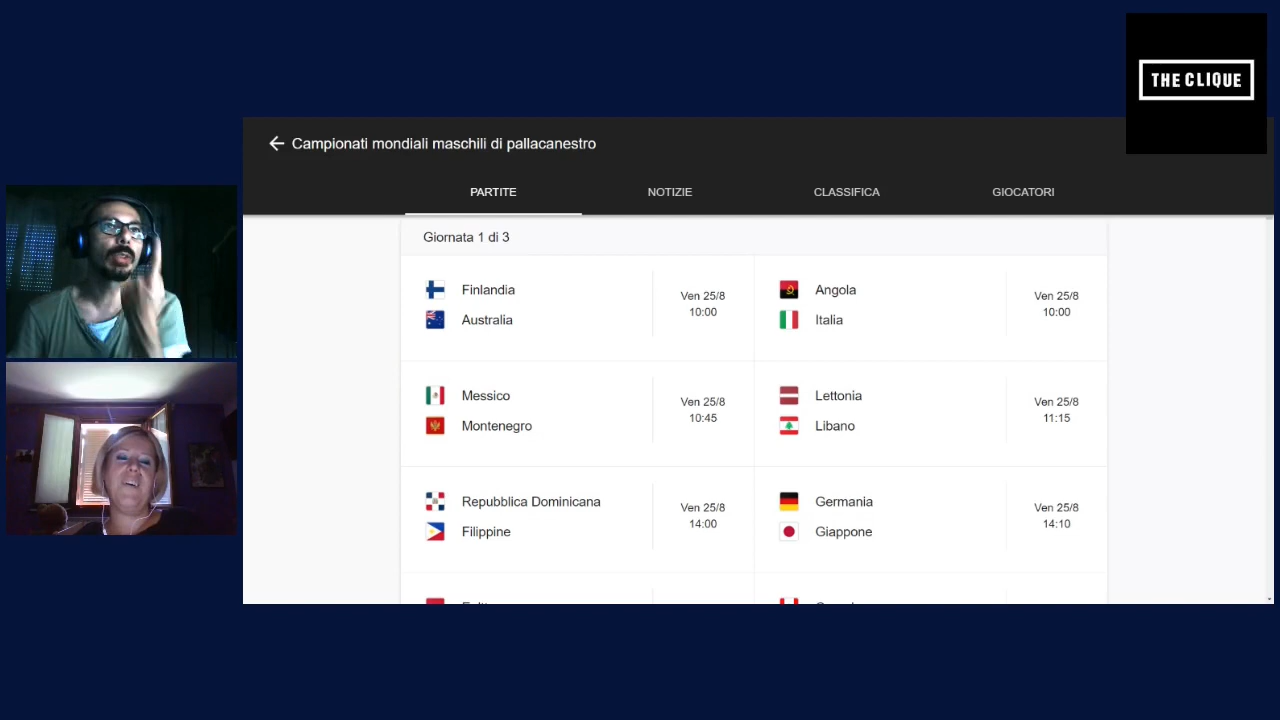 THE CLIQUE
Campionati mondiali maschili di pallacanestro
PARTITE
NOTIZIE
CLASSIFICA
GIOCATORI
Giornata 1 di 3
Finlandia
Australia
Ven 25/8
10:00
Angola
Italia
Ven 25/8
10:00
Messico
Montenegro
Ven 25/8
10:45
Lettonia
Libano
Ven 25/8
11:15
Repubblica Dominicana
Filippine
Ven 25/8
14:00
Germania
Giappone
Ven 25/8
14:10